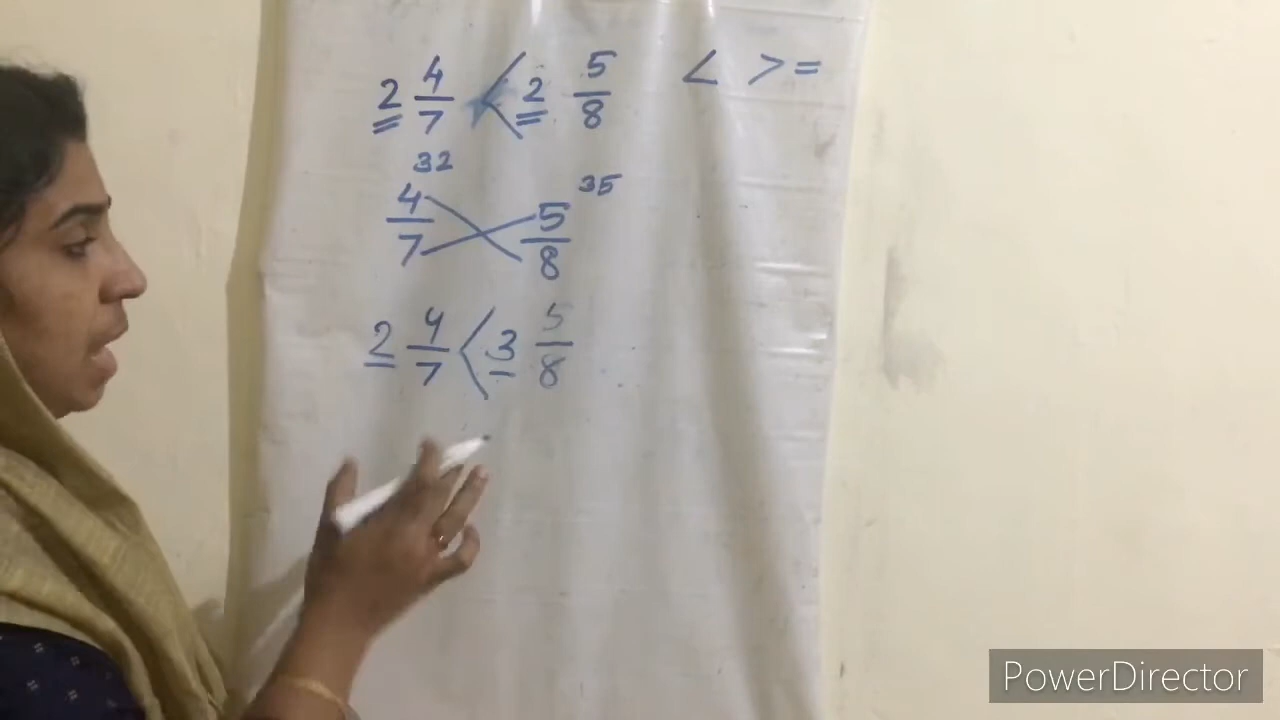 2 4/7 < 2 5/8 < > =
32 35
4/7 5/8
2 4/7 < 3 5/8
PowerDirector